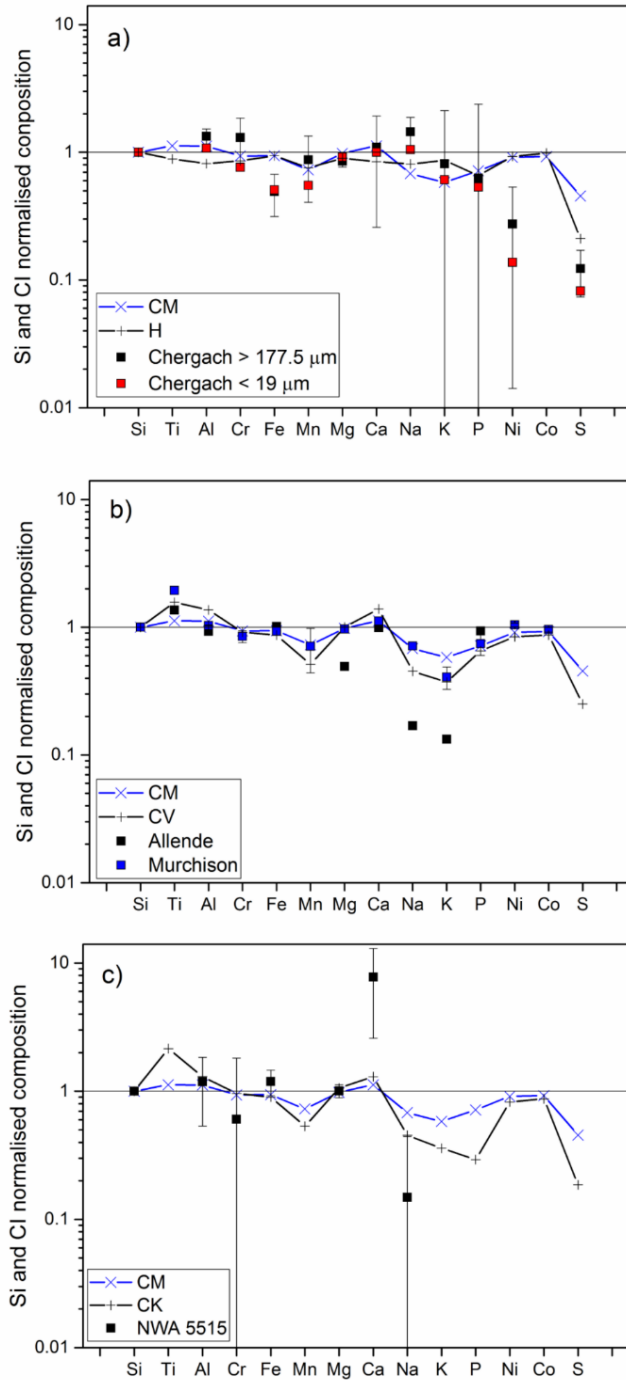 a)
Si and CI normalised composition
10
1
0.1
0.01
CM
H
Chergach > 177.5 μm
Chergach < 19 μm
Si Ti Al Cr Fe Mn Mg Ca Na K P Ni Co S
b)
Si and CI normalised composition
10
1
0.1
0.01
CM
CV
Allende
Murchison
Si Ti Al Cr Fe Mn Mg Ca Na K P Ni Co S
c)
Si and CI normalised composition
10
1
0.1
0.01
CM
CK
NWA 5515
Si Ti Al Cr Fe Mn Mg Ca Na K P Ni Co S